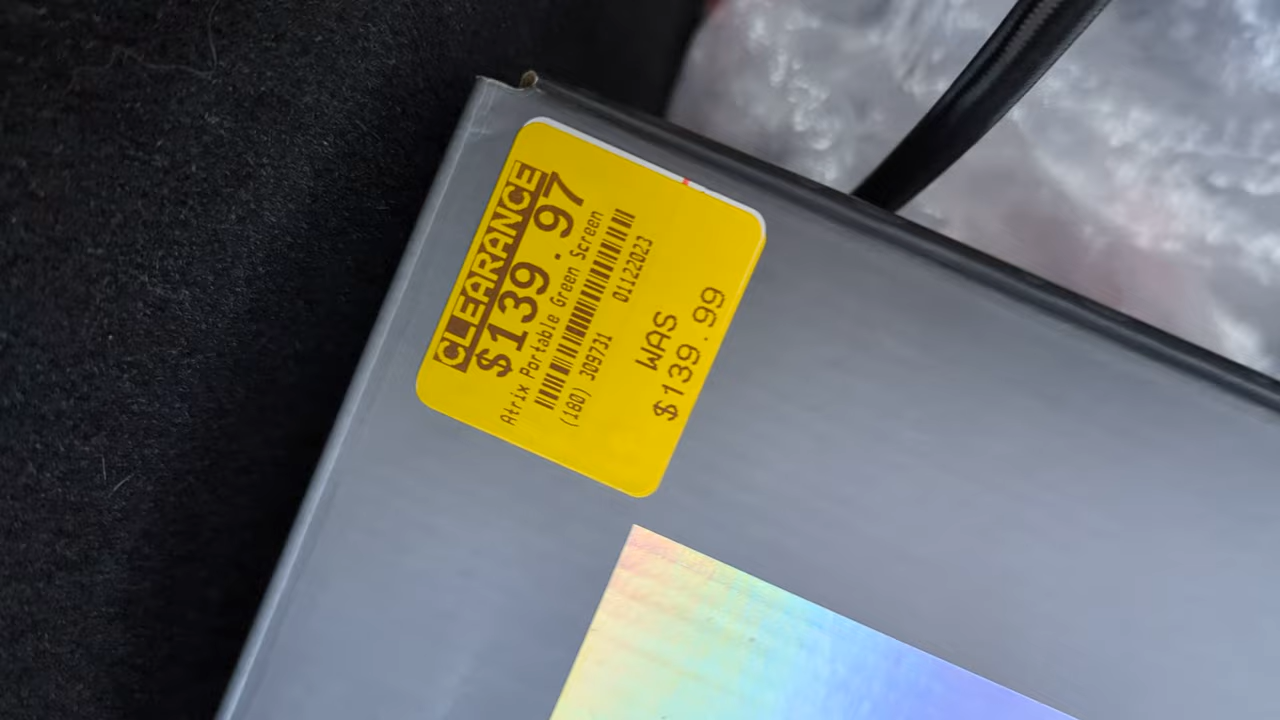 CLEARANCE
$139.97
Atrix Portable Green Screen
(180) 309731 01122023
WAS
$139.99